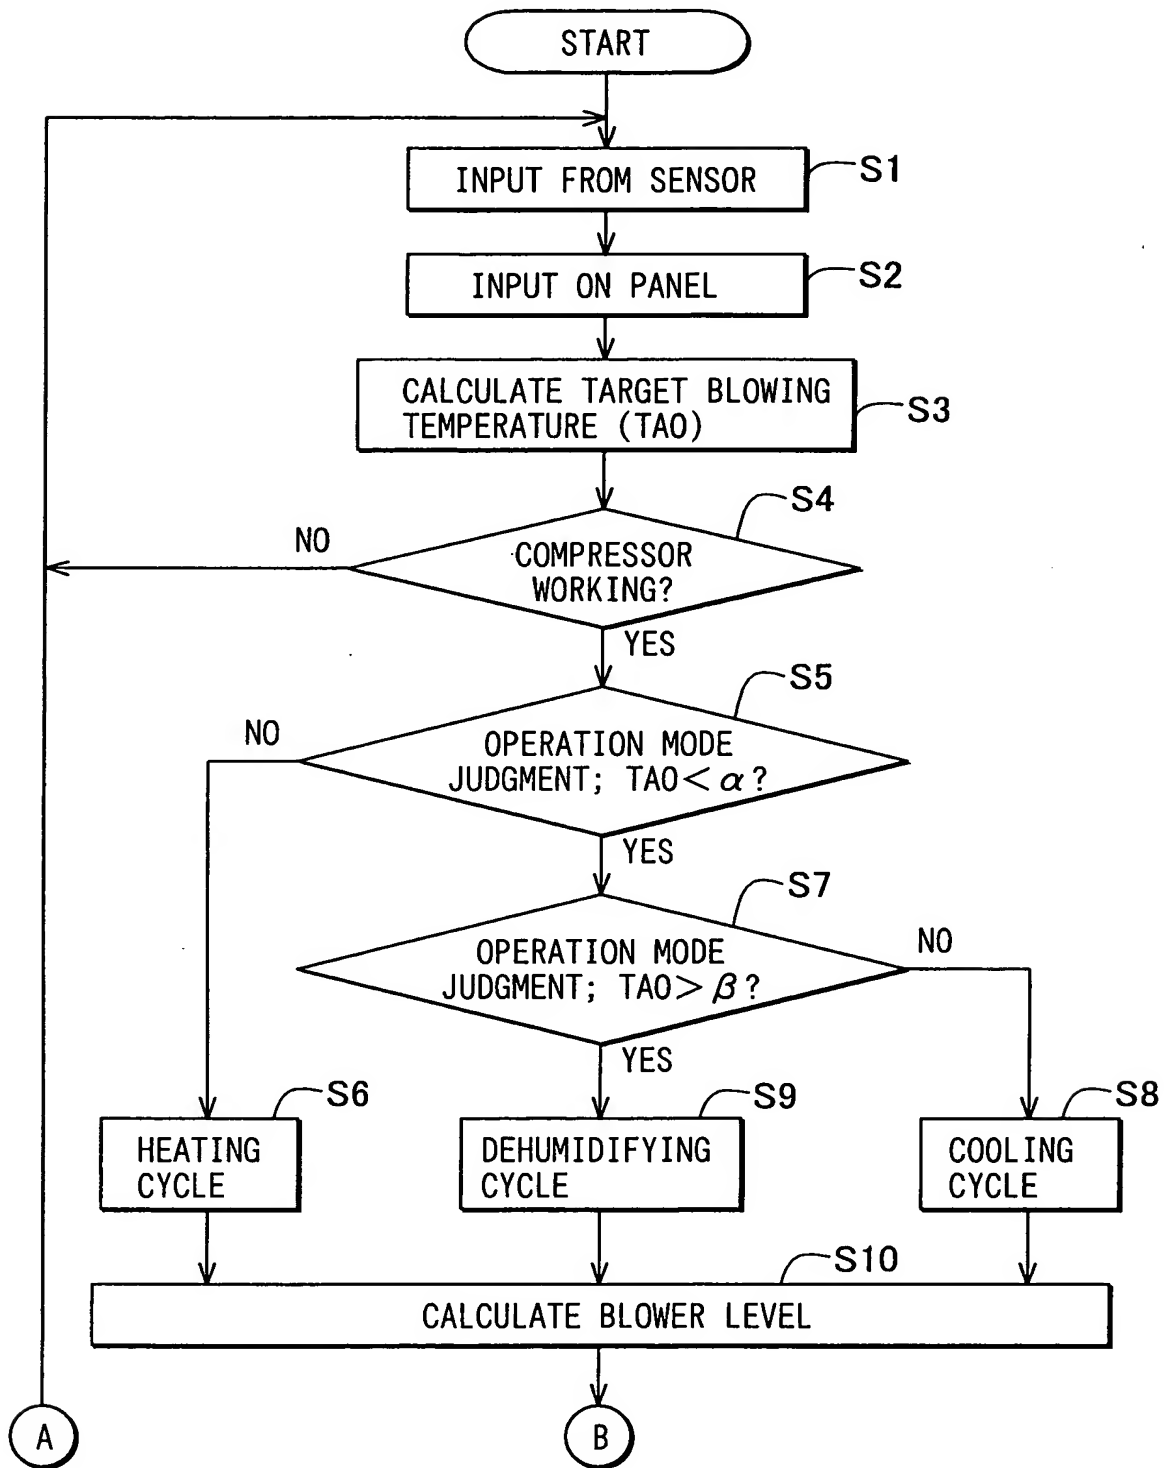 START
INPUT FROM SENSOR
S1
INPUT ON PANEL
S2
CALCULATE TARGET BLOWING
TEMPERATURE (TAO)
S3
S4
NO
COMPRESSOR
WORKING?
YES
S5
NO
OPERATION MODE
JUDGMENT; TAO<α?
YES
S7
OPERATION MODE
JUDGMENT; TAO>β?
NO
YES
S6
S9
S8
HEATING
CYCLE
DEHUMIDIFYING
CYCLE
COOLING
CYCLE
S10
CALCULATE BLOWER LEVEL
A
B